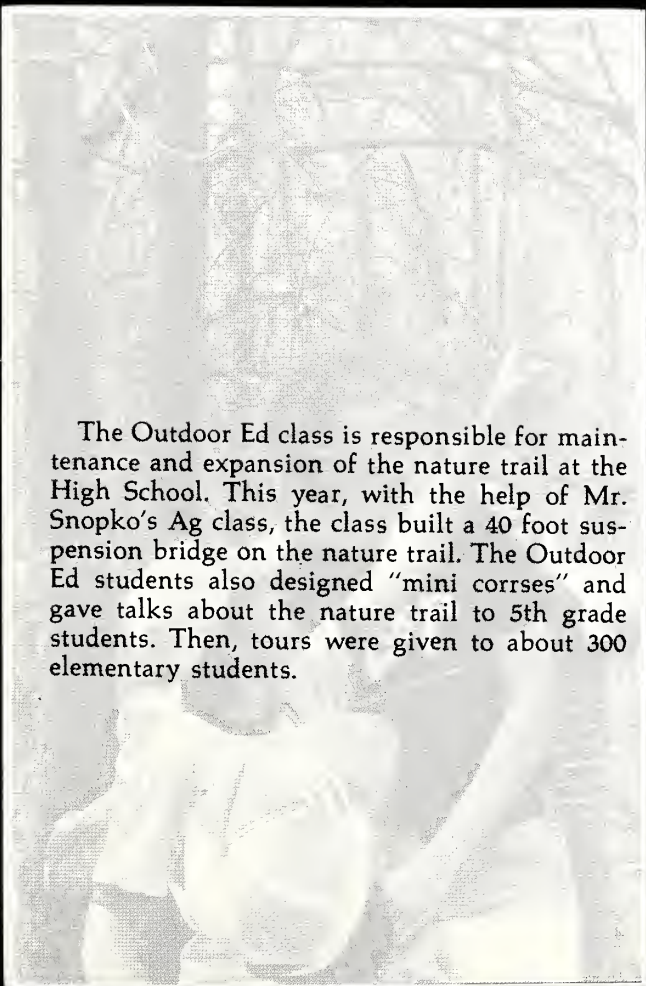 The Outdoor Ed class is responsible for main-
tenance and expansion of the nature trail at the
High School. This year, with the help of Mr.
Snopko's Ag class, the class built a 40 foot sus-
pension bridge on the nature trail. The Outdoor
Ed students also designed "mini corrses" and
gave talks about the nature trail to 5th grade
students. Then, tours were given to about 300
elementary students.